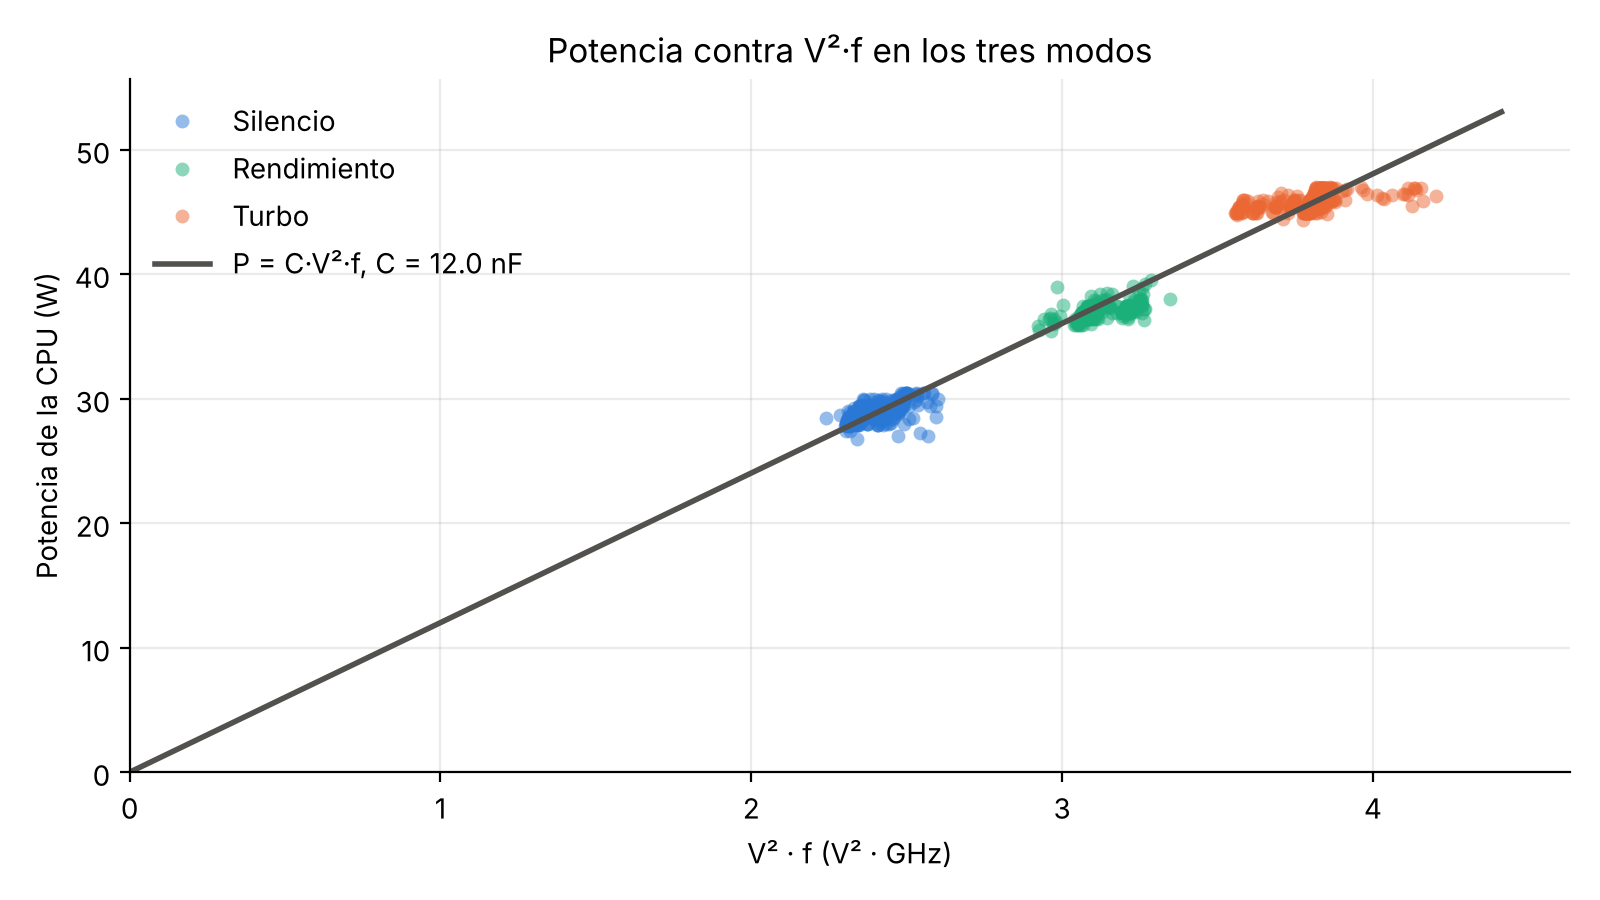 Potencia contra V²·f en los tres modos
Silencio
Rendimiento
Turbo
P = C·V²·f, C = 12.0 nF
Potencia de la CPU (W)
50
40
30
20
10
0
0 1 2 3 4
V² · f (V² · GHz)